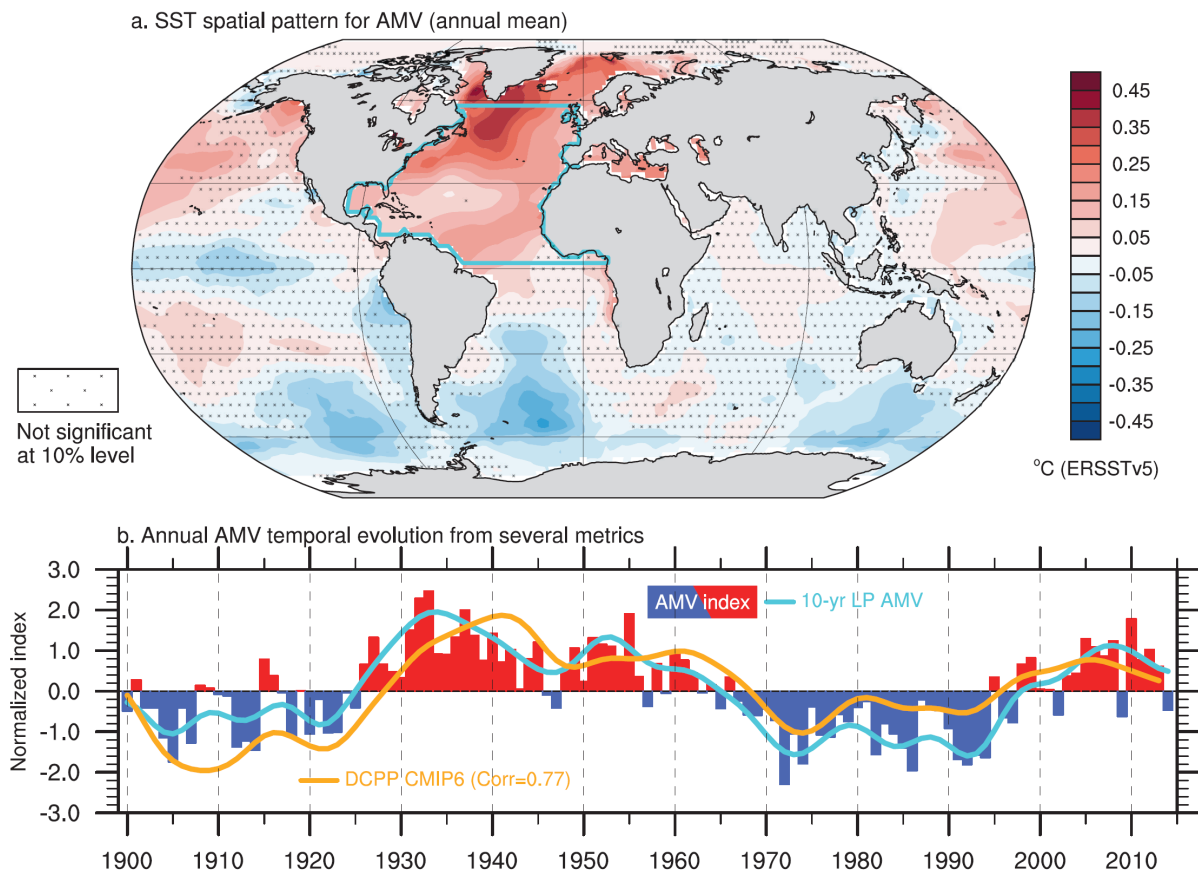 a. SST spatial pattern for AMV (annual mean)
0.45
0.35
0.25
0.15
0.05
-0.05
-0.15
-0.25
-0.35
-0.45
°C (ERSSTv5)
Not significant
at 10% level
b. Annual AMV temporal evolution from several metrics
Normalized index
3.0
2.0
1.0
0.0
-1.0
-2.0
-3.0
AMV index
10-yr LP AMV
DCPP CMIP6 (Corr=0.77)
1900 1910 1920 1930 1940 1950 1960 1970 1980 1990 2000 2010